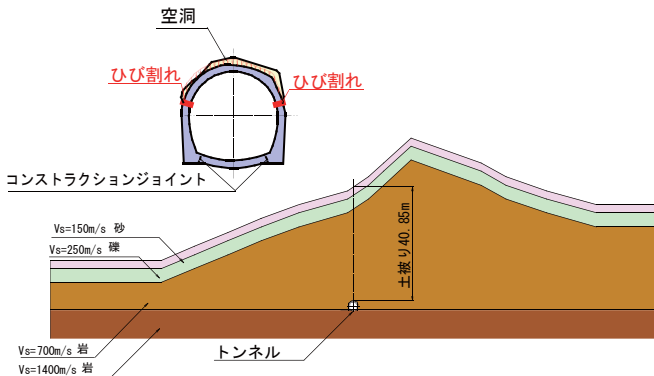 空洞
ひび割れ
ひび割れ
コンストラクションジョイント
Vs=150m/s 砂
Vs=250m/s 礫
土被り40.85m
Vs=700m/s 岩
Vs=1400m/s 岩
トンネル